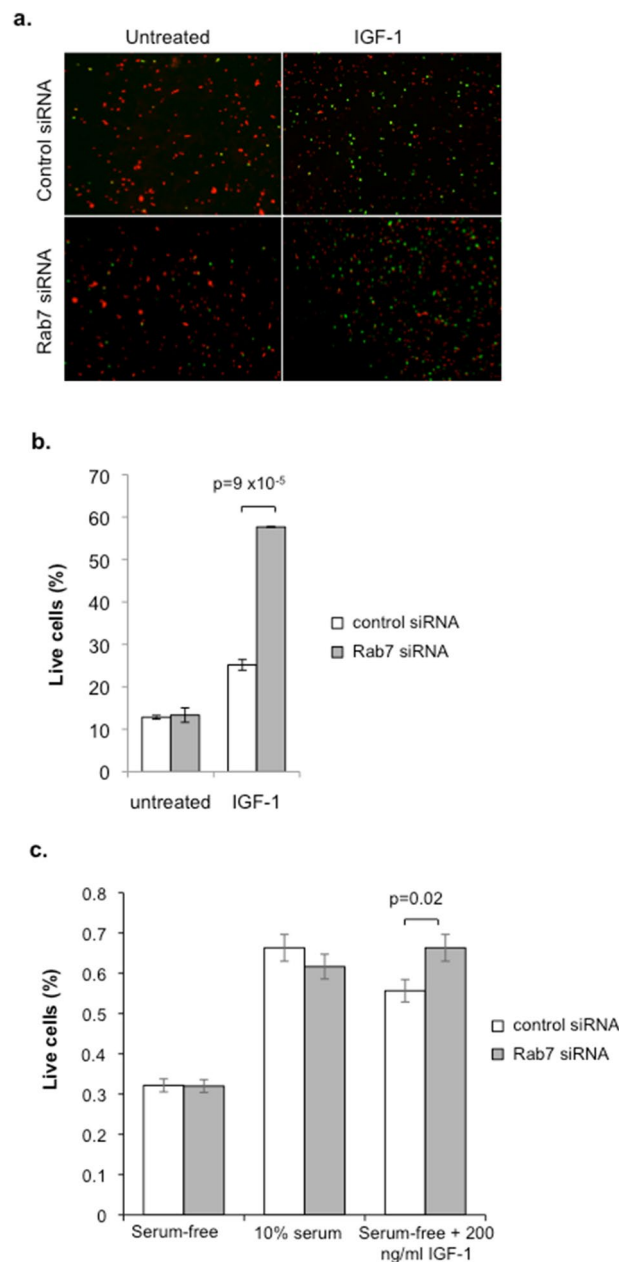 a.
Untreated
IGF-1
Control siRNA
Rab7 siRNA
b.
70
60
50
40
30
20
10
0
Live cells (%)
p=9 x10-5
control siRNA
Rab7 siRNA
untreated
IGF-1
c.
0.8
0.7
0.6
0.5
0.4
0.3
0.2
0.1
0
Live cells (%)
p=0.02
control siRNA
Rab7 siRNA
Serum-free
10% serum
Serum-free + 200
ng/ml IGF-1